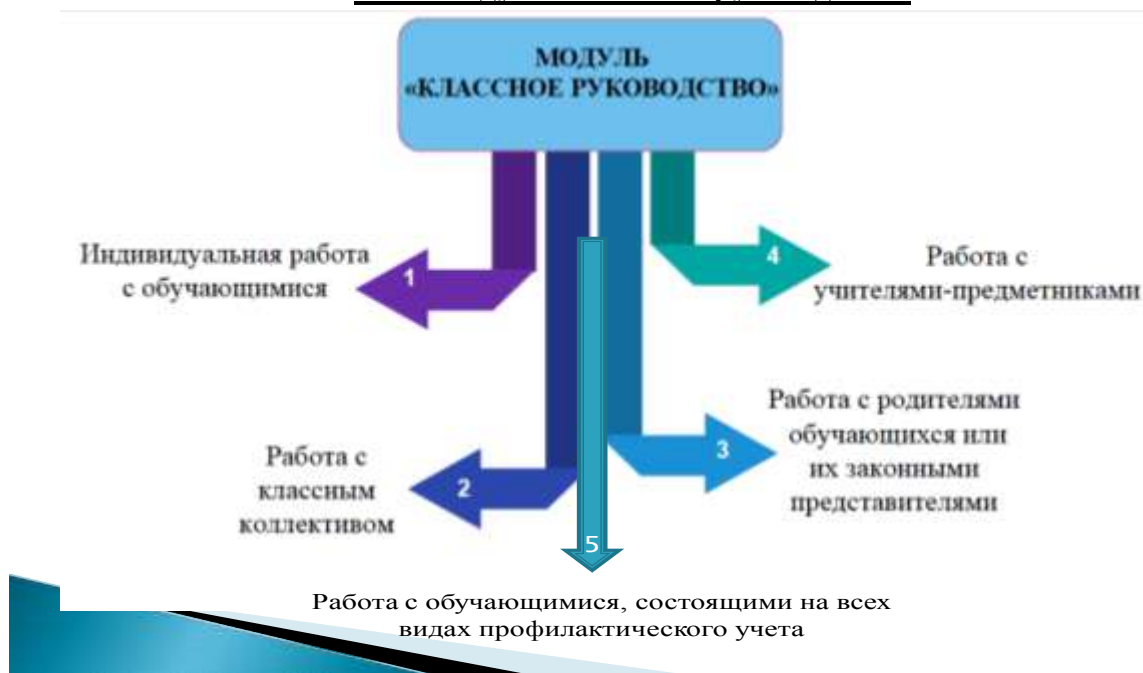 МОДУЛЬ
«КЛАССНОЕ РУКОВОДСТВО»
Индивидуальная работа
с обучающимися
1
4
Работа с
учителями-предметниками
Работа с
классным
коллективом
2
3
Работа с родителями
обучающихся или
их законными
представителями
5
Работа с обучающимися, состоящими на всех
видах профилактического учета